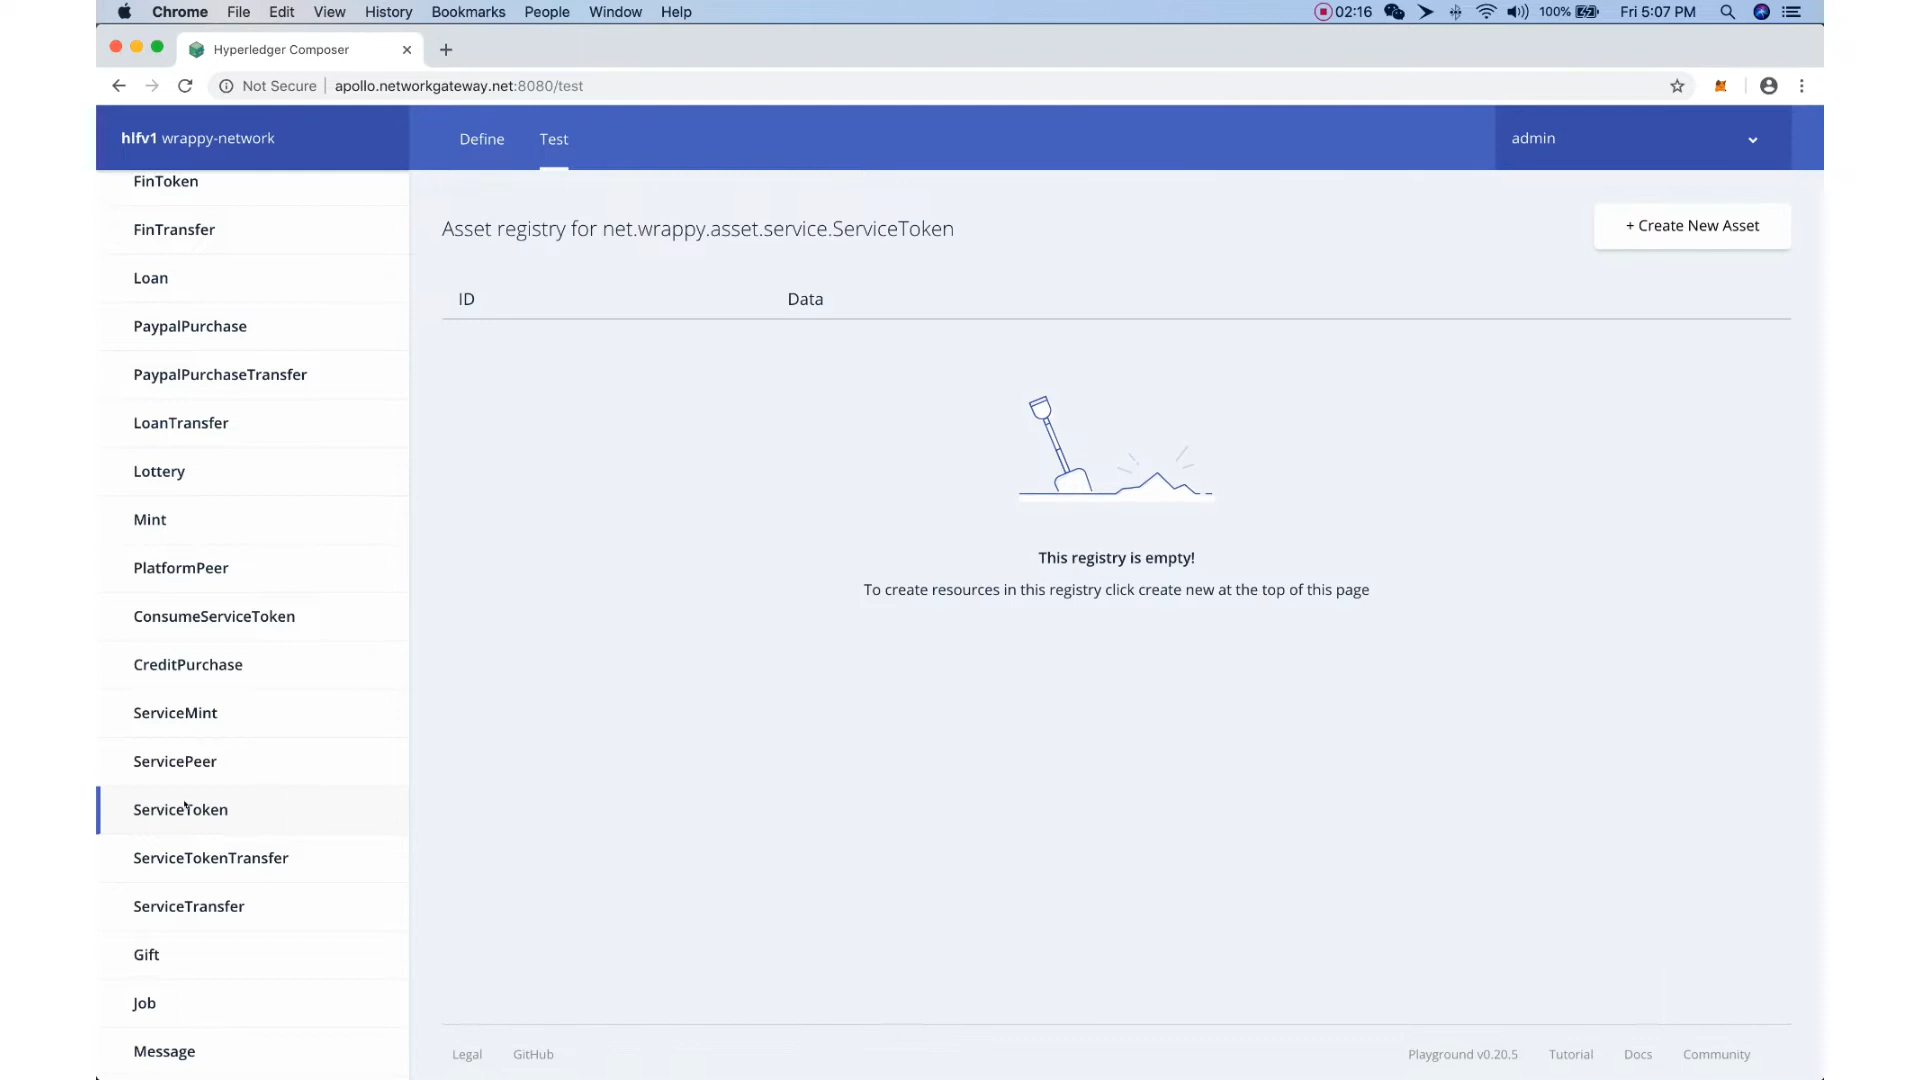 Chrome File Edit View History Bookmarks People Window Help 02:16 100% Fri 5:07 PM
Hyperledger Composer
Not Secure apollo.networkgateway.net:8080/test
hlfv1 wrappy-network Define Test admin
FinToken
FinTransfer
Asset registry for net.wrappy.asset.service.ServiceToken
+ Create New Asset
Loan
ID Data
PaypalPurchase
PaypalPurchaseTransfer
LoanTransfer
Lottery
Mint
PlatformPeer
This registry is empty!
To create resources in this registry click create new at the top of this page
ConsumeServiceToken
CreditPurchase
ServiceMint
ServicePeer
ServiceToken
ServiceTokenTransfer
ServiceTransfer
Gift
Job
Message
Legal GitHub Playground v0.20.5 Tutorial Docs Community